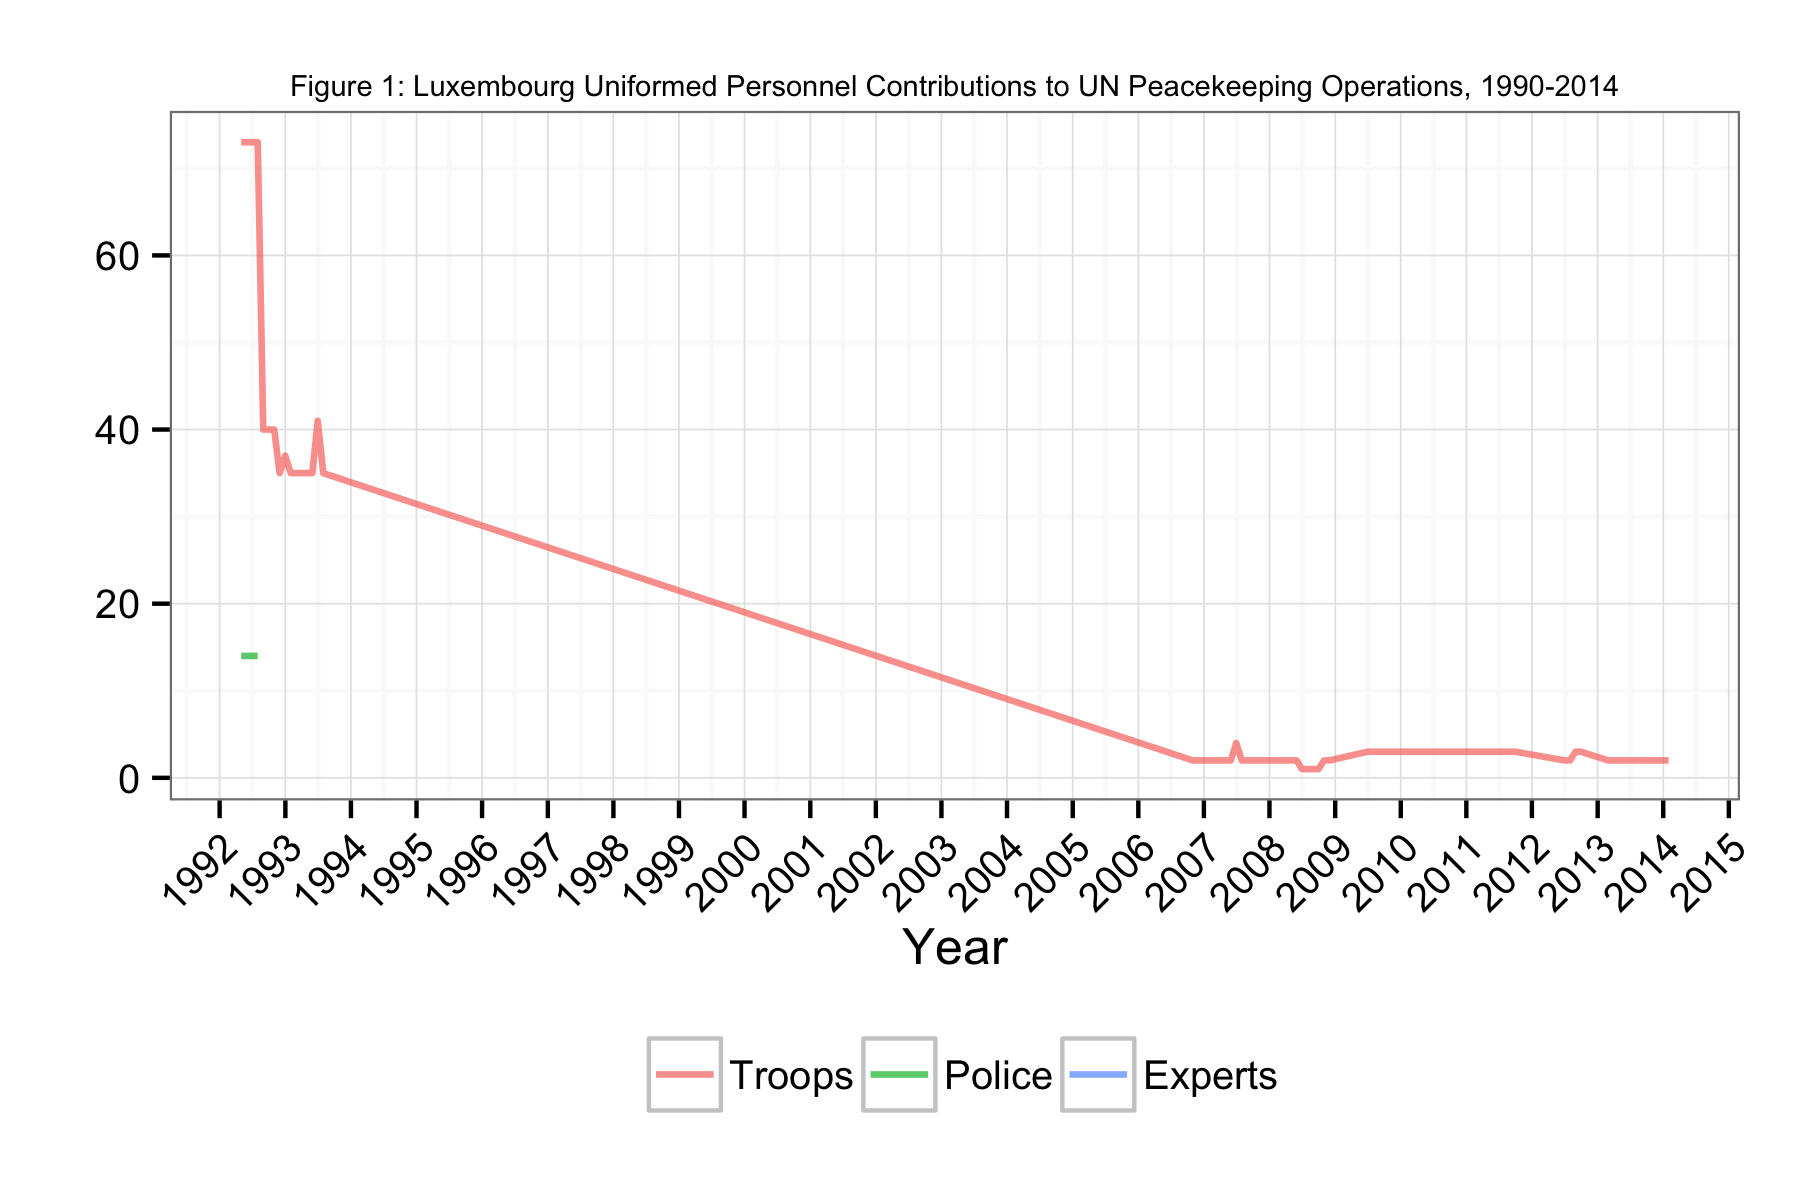 Figure 1: Luxembourg Uniformed Personnel Contributions to UN Peacekeeping Operations, 1990-2014
60
40
20
0
1992 1993 1994 1995 1996 1997 1998 1999 2000 2001 2002 2003 2004 2005 2006 2007 2008 2009 2010 2011 2012 2013 2014 2015
Year
Troops Police Experts